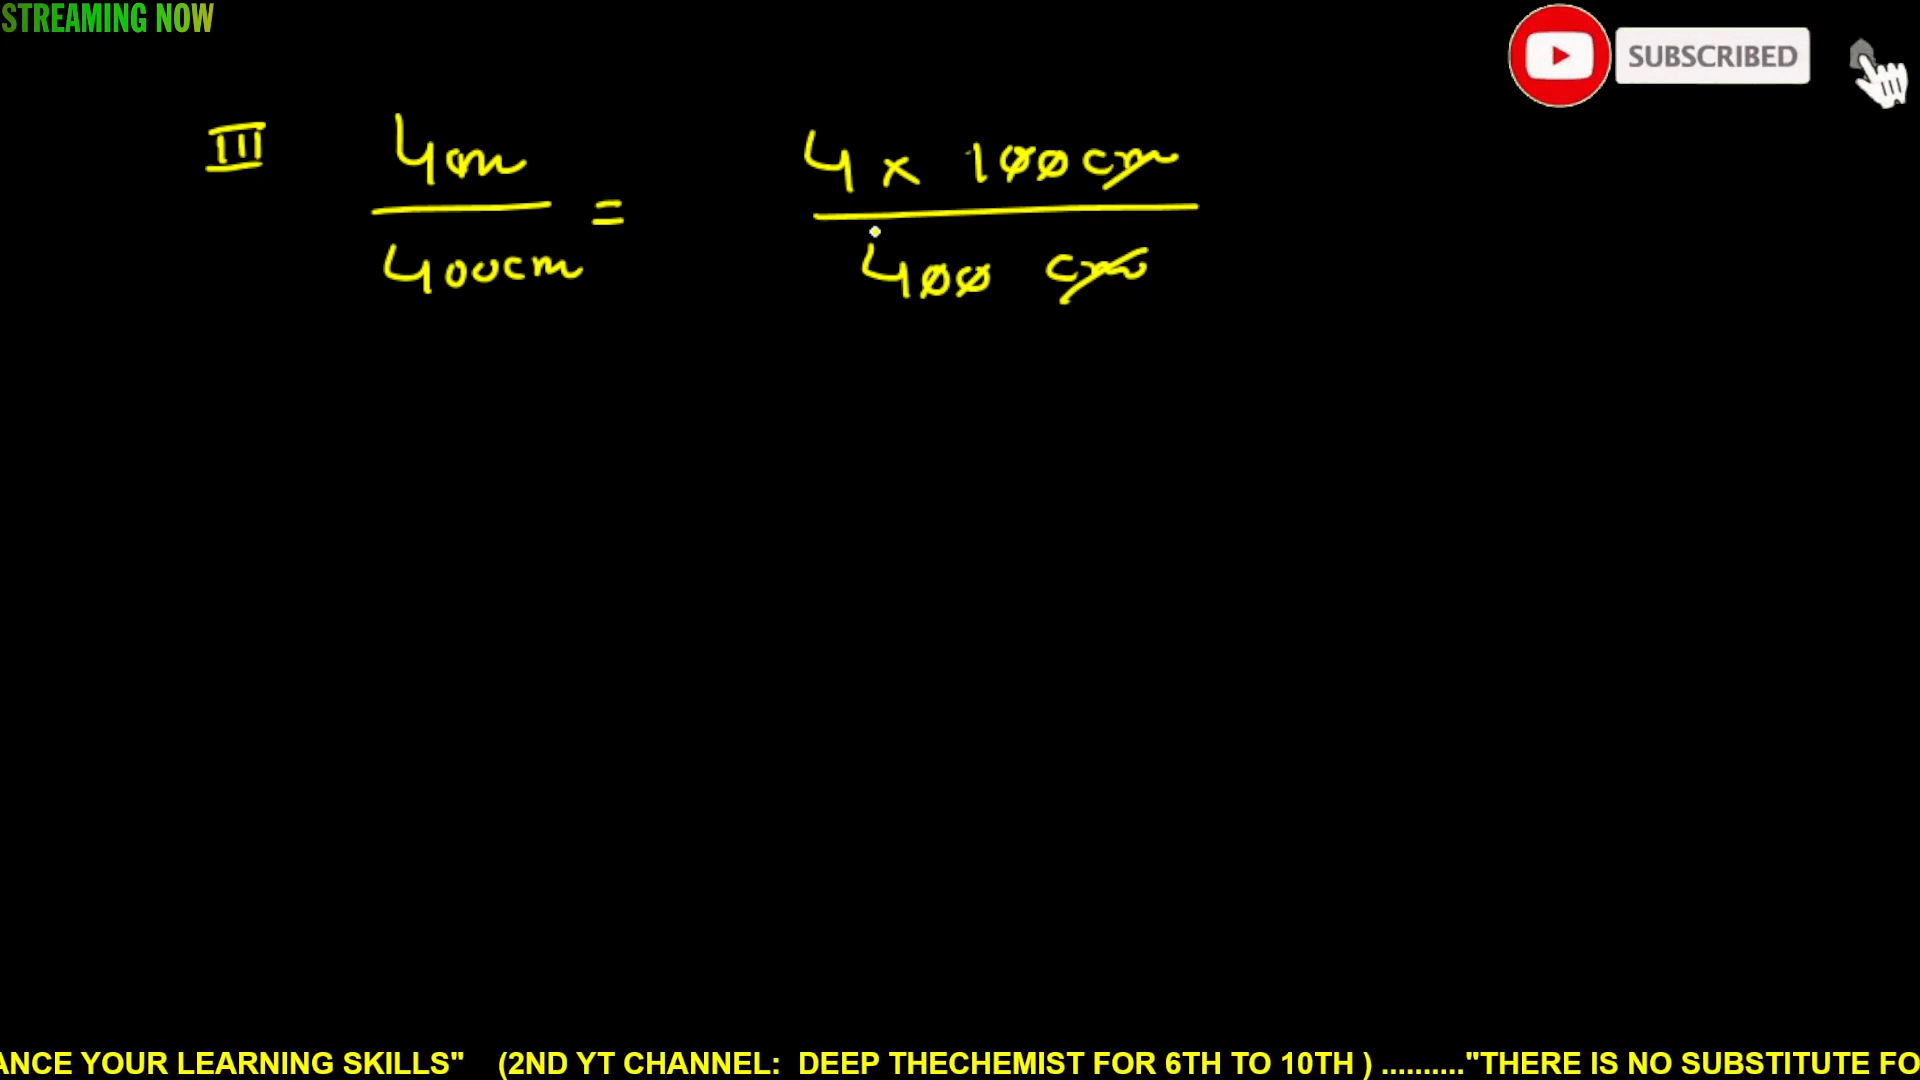 STREAMING NOW
SUBSCRIBED
III 4m/400cm = 4 x 100cm/400 cm
ANCE YOUR LEARNING SKILLS" (2ND YT CHANNEL: DEEP THECHEMIST FOR 6TH TO 10TH ) .........."THERE IS NO SUBSTITUTE FO